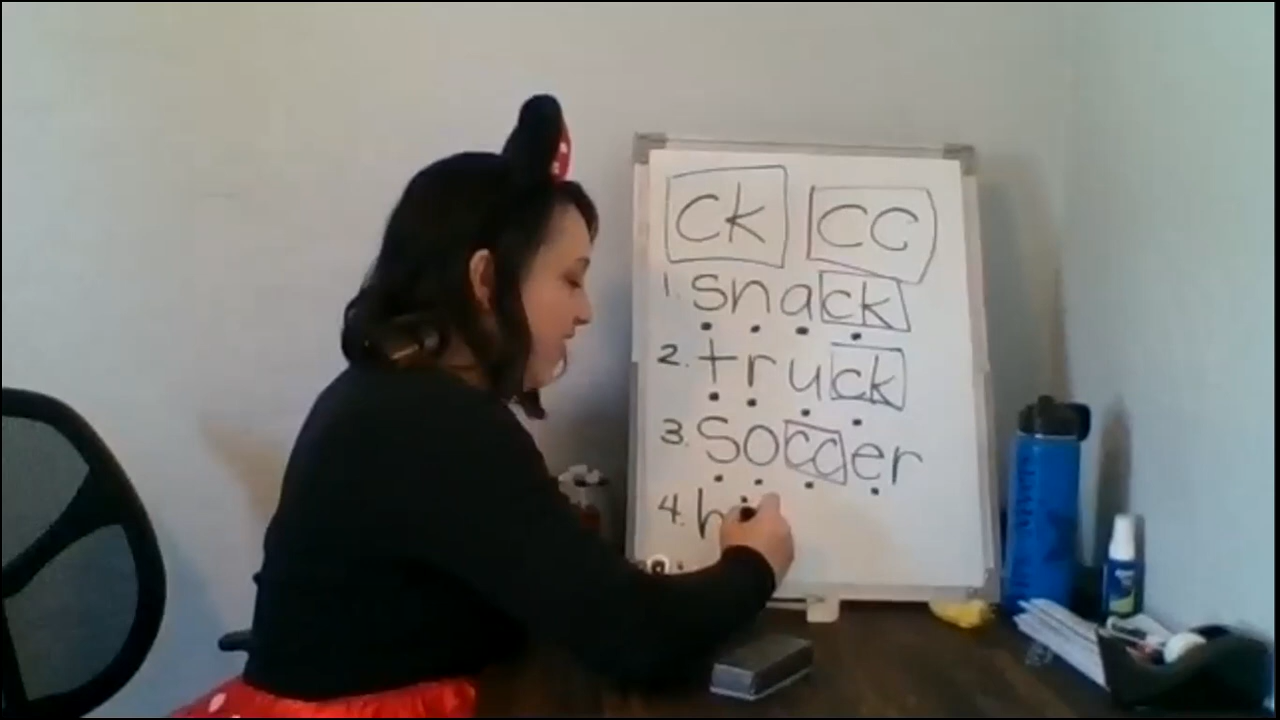 ck cc
1. snack
2. truck
3. Soccer
4. h